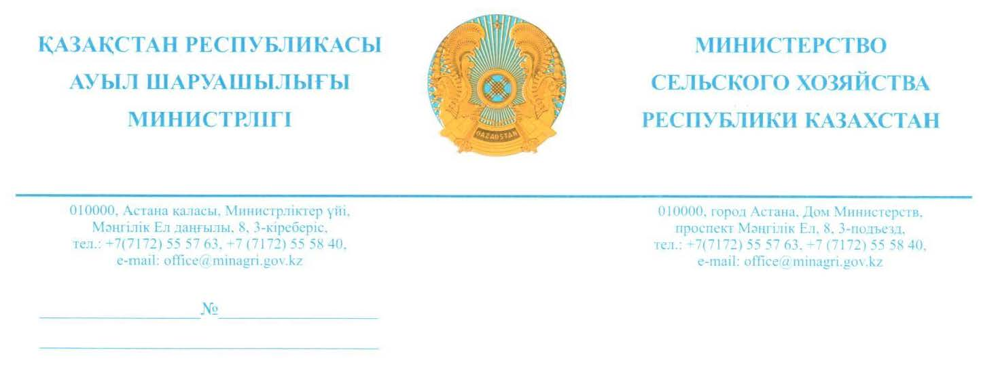 ҚАЗАҚСТАН РЕСПУБЛИКАСЫ
АУЫЛ ШАРУАШЫЛЫҒЫ
МИНИСТРЛІГІ
QAZAQSTAN
МИНИСТЕРСТВО
СЕЛЬСКОГО ХОЗЯЙСТВА
РЕСПУБЛИКИ КАЗАХСТАН
010000, Астана қаласы, Министрліктер үйі,
Мәңгілік Ел даңғылы, 8, 3-кіреберіс,
тел.: +7(7172) 55 57 63, +7 (7172) 55 58 40,
e-mail: office@minagri.gov.kz
010000, город Астана, Дом Министерств,
проспект Мәңгілік Ел, 8, 3-подъезд,
тел.: +7(7172) 55 57 63, +7 (7172) 55 58 40,
e-mail: office@minagri.gov.kz
____________________№____________________